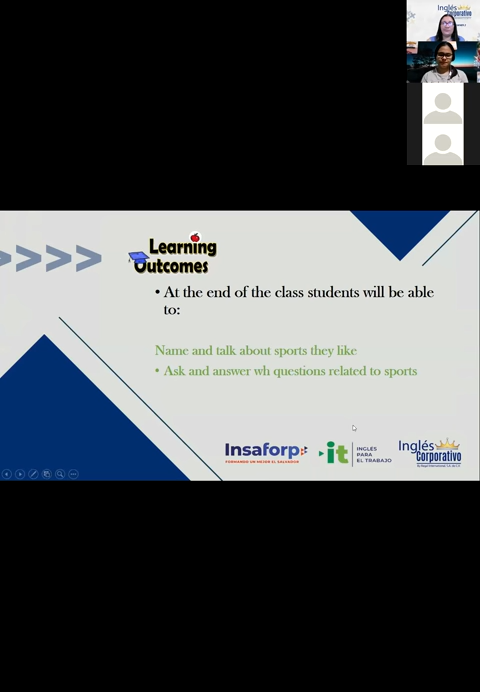 Inglés
Corporativo
Learning
Outcomes
• At the end of the class students will be able
to:
Name and talk about sports they like
• Ask and answer wh questions related to sports
Insaforp
FORMANDO UN MEJOR EL SALVADOR
it
INGLÉS
PARA
EL TRABAJO
Inglés
Corporativo